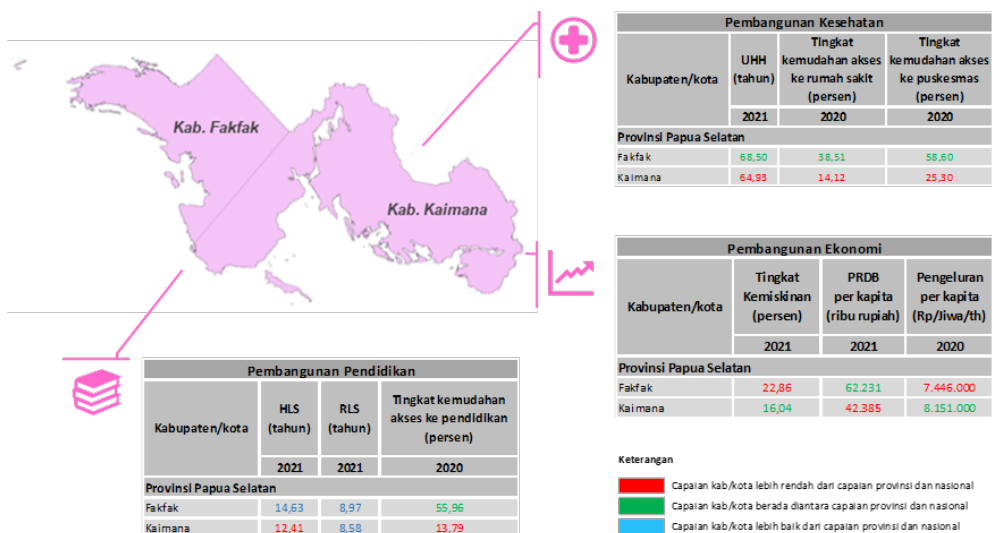 Kab. Fakfak
Kab. Kaimana
Pembangunan Kesehatan
Kabupaten/kota
UHH
(tahun)
Tingkat
kemudahan akses
ke rumah sakit
(persen)
Tingkat
kemudahan akses
ke puskesmas
(persen)
2021 2020 2020
Provinsi Papua Selatan
Fakfak 68,50 38,51 58,60
Kaimana 64,93 14,12 25,30
Pembangunan Ekonomi
Kabupaten/kota
Tingkat
Kemiskinan
(persen)
PRDB
per kapita
(ribu rupiah)
Pengeluran
per kapita
(Rp/Jiwa/th)
2021 2021 2020
Provinsi Papua Selatan
Fakfak 22,86 62.231 7.446.000
Kaimana 16,04 42.385 8.151.000
Pembangunan Pendidikan
Kabupaten/kota
HLS
(tahun)
RLS
(tahun)
Tingkat kemudahan
akses ke pendidikan
(persen)
2021 2021 2020
Provinsi Papua Selatan
Fakfak 14,63 8,97 55,96
Kaimana 12,41 8,58 13,79
Keterangan
Capaian kab/kota lebih rendah dari capaian provinsi dan nasional
Capaian kab/kota berada diantara capaian provinsi dan nasional
Capaian kab/kota lebih baik dari capaian provinsi dan nasional